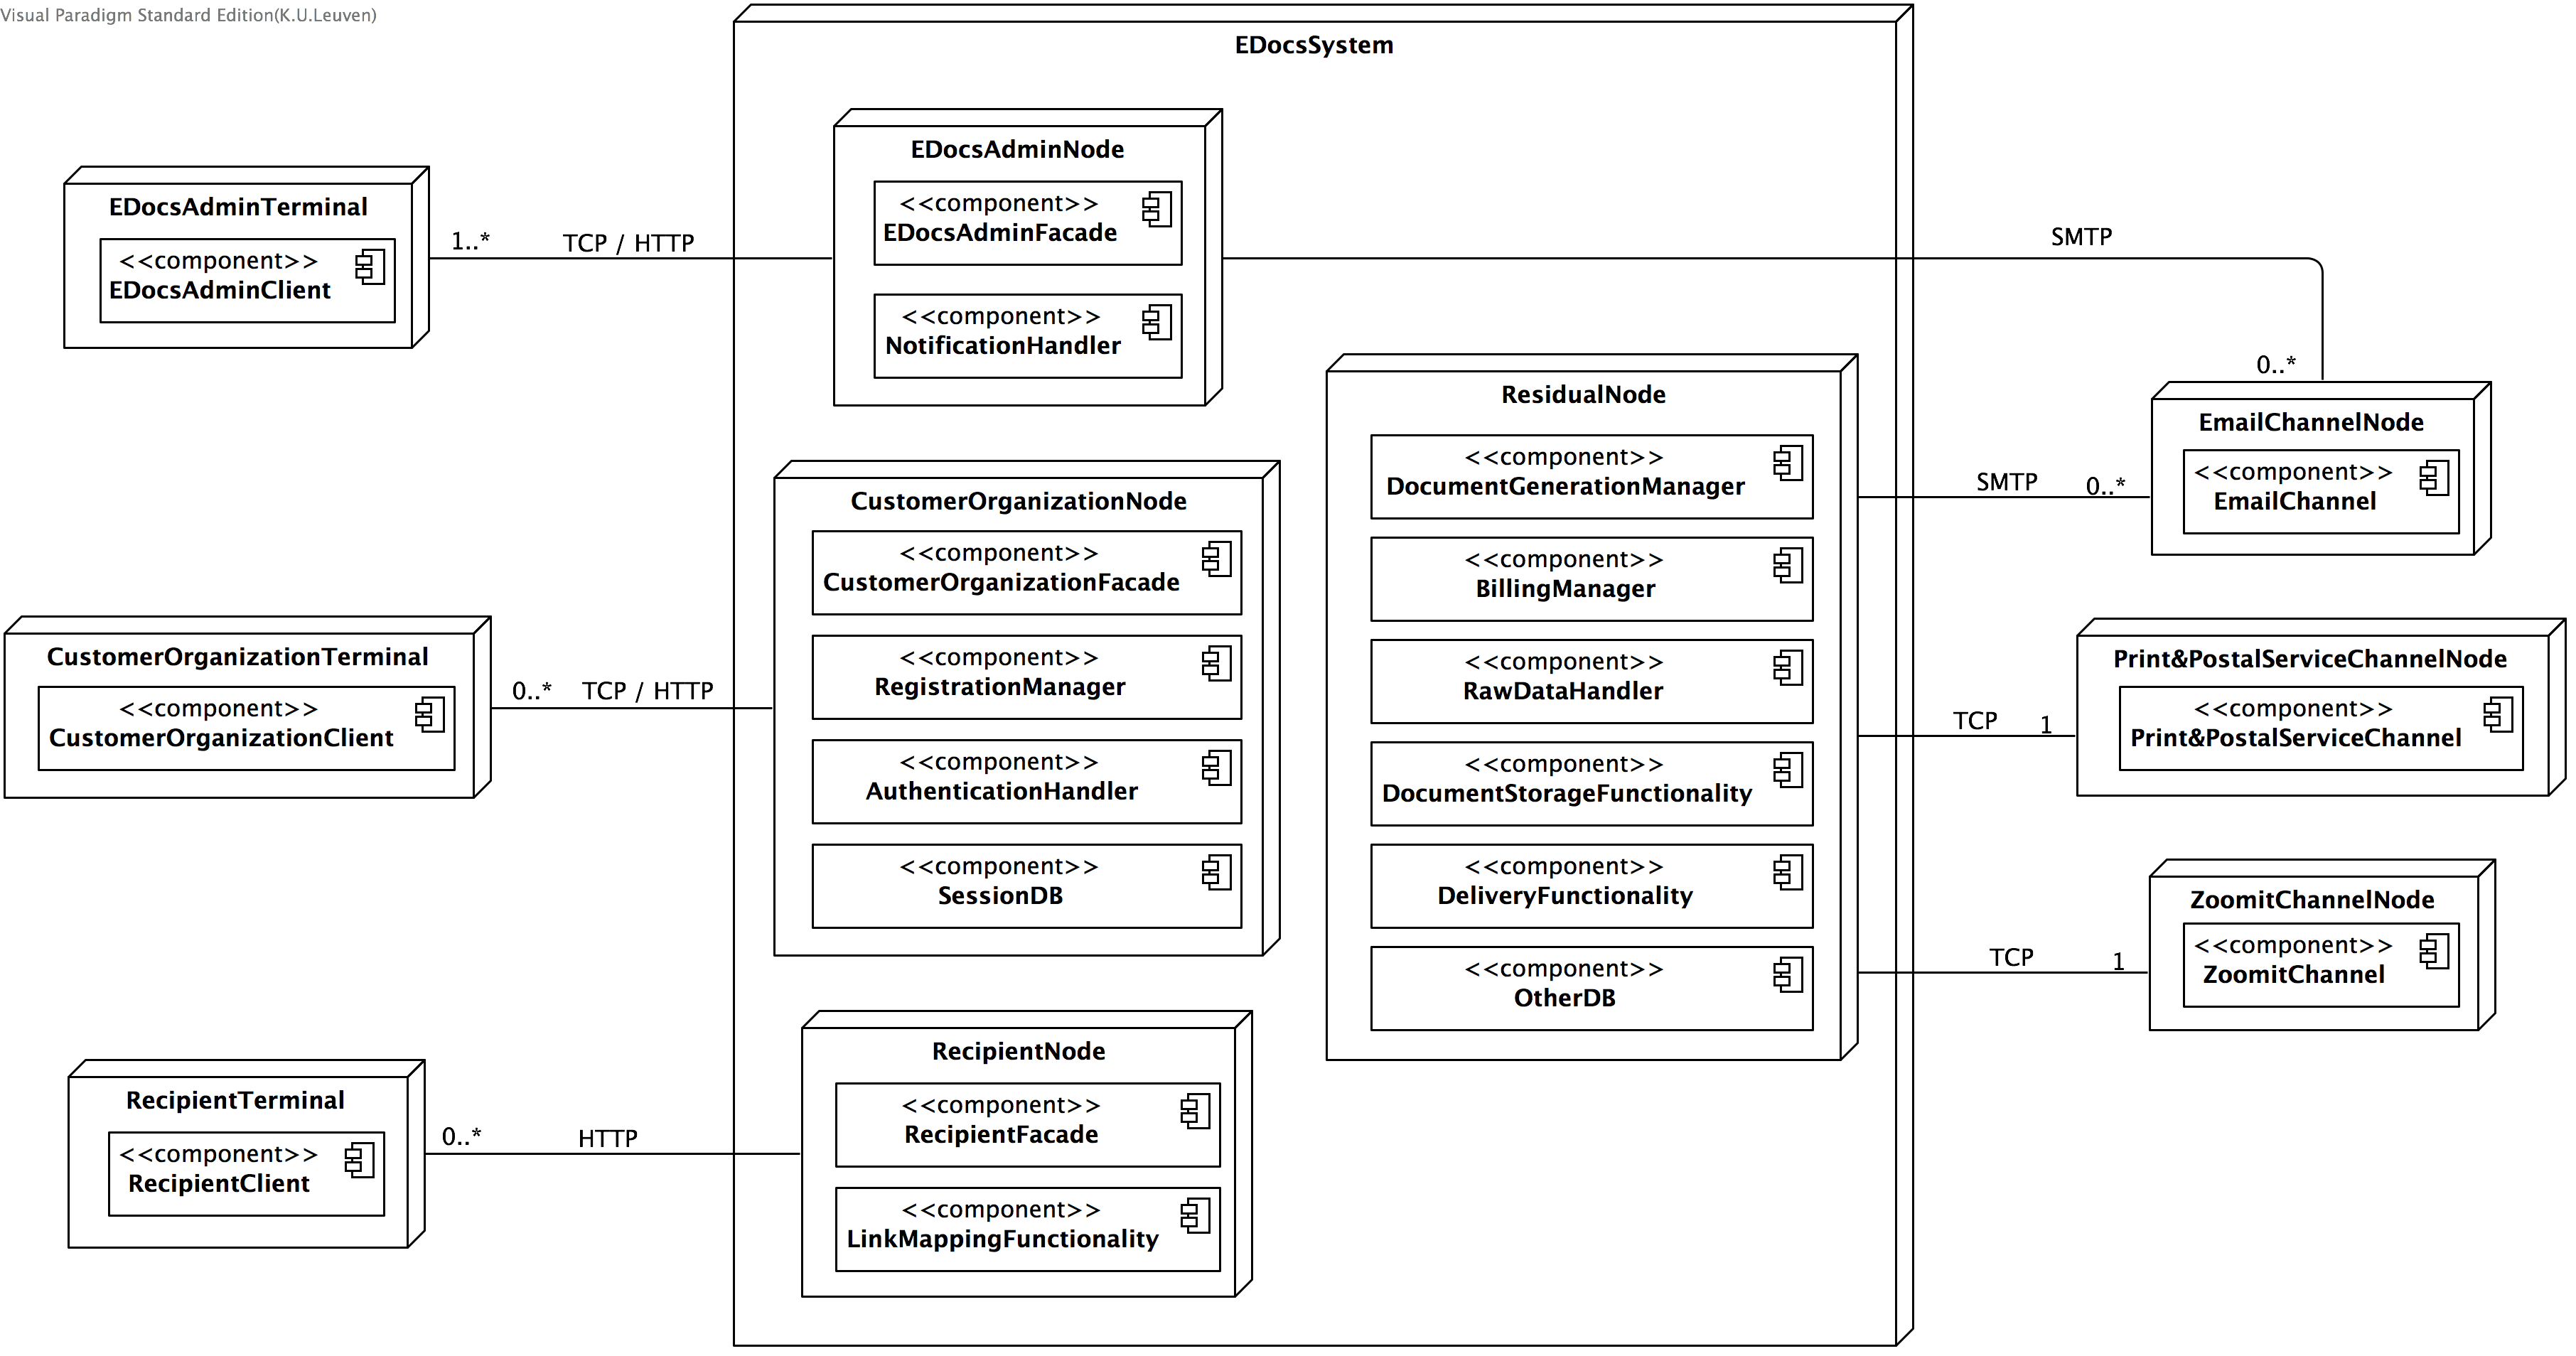 Visual Paradigm Standard Edition(K.U.Leuven)
EDocsSystem
EDocsAdminTerminal
<<component>>
EDocsAdminClient
1..*
TCP / HTTP
EDocsAdminNode
<<component>>
EDocsAdminFacade
<<component>>
NotificationHandler
SMTP
0..*
CustomerOrganizationTerminal
<<component>>
CustomerOrganizationClient
0..*
TCP / HTTP
CustomerOrganizationNode
<<component>>
CustomerOrganizationFacade
<<component>>
RegistrationManager
<<component>>
AuthenticationHandler
<<component>>
SessionDB
RecipientTerminal
<<component>>
RecipientClient
0..*
HTTP
RecipientNode
<<component>>
RecipientFacade
<<component>>
LinkMappingFunctionality
ResidualNode
<<component>>
DocumentGenerationManager
<<component>>
BillingManager
<<component>>
RawDataHandler
<<component>>
DocumentStorageFunctionality
<<component>>
DeliveryFunctionality
<<component>>
OtherDB
SMTP
0..*
EmailChannelNode
<<component>>
EmailChannel
TCP
1
Print&PostalServiceChannelNode
<<component>>
Print&PostalServiceChannel
TCP
1
ZoomitChannelNode
<<component>>
ZoomitChannel